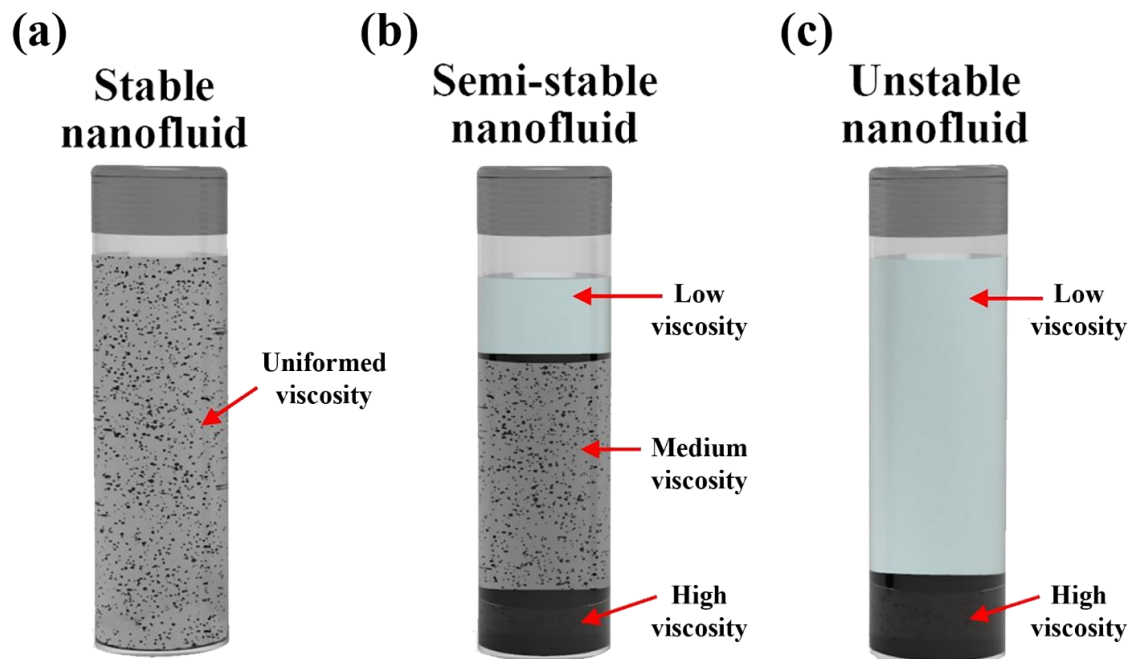 (a)
Stable
nanofluid
Uniformed
viscosity
(b)
Semi-stable
nanofluid
Low
viscosity
Medium
viscosity
High
viscosity
(c)
Unstable
nanofluid
Low
viscosity
High
viscosity